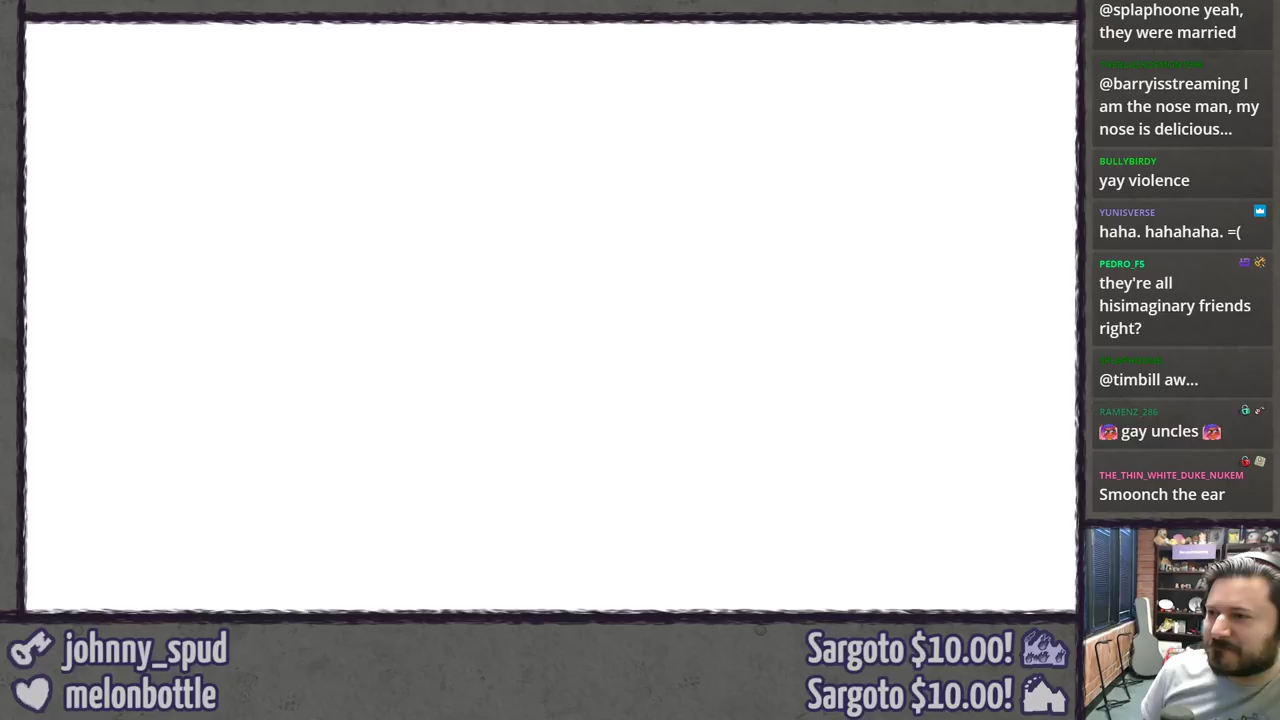 @splaphoone yeah,
they were married
@barryisstreaming I
am the nose man, my
nose is delicious...
BULLYBIRDY
yay violence
YUNISVERSE
haha. hahahaha. =(
PEDRO_F5
they're all
hisimaginary friends
right?
@timbill aw...
RAMENZ_286
gay uncles
THE_THIN_WHITE_DUKE_NUKEM
Smoonch the ear
johnny_spud
melonbottle
Sargoto $10.00!
Sargoto $10.00!